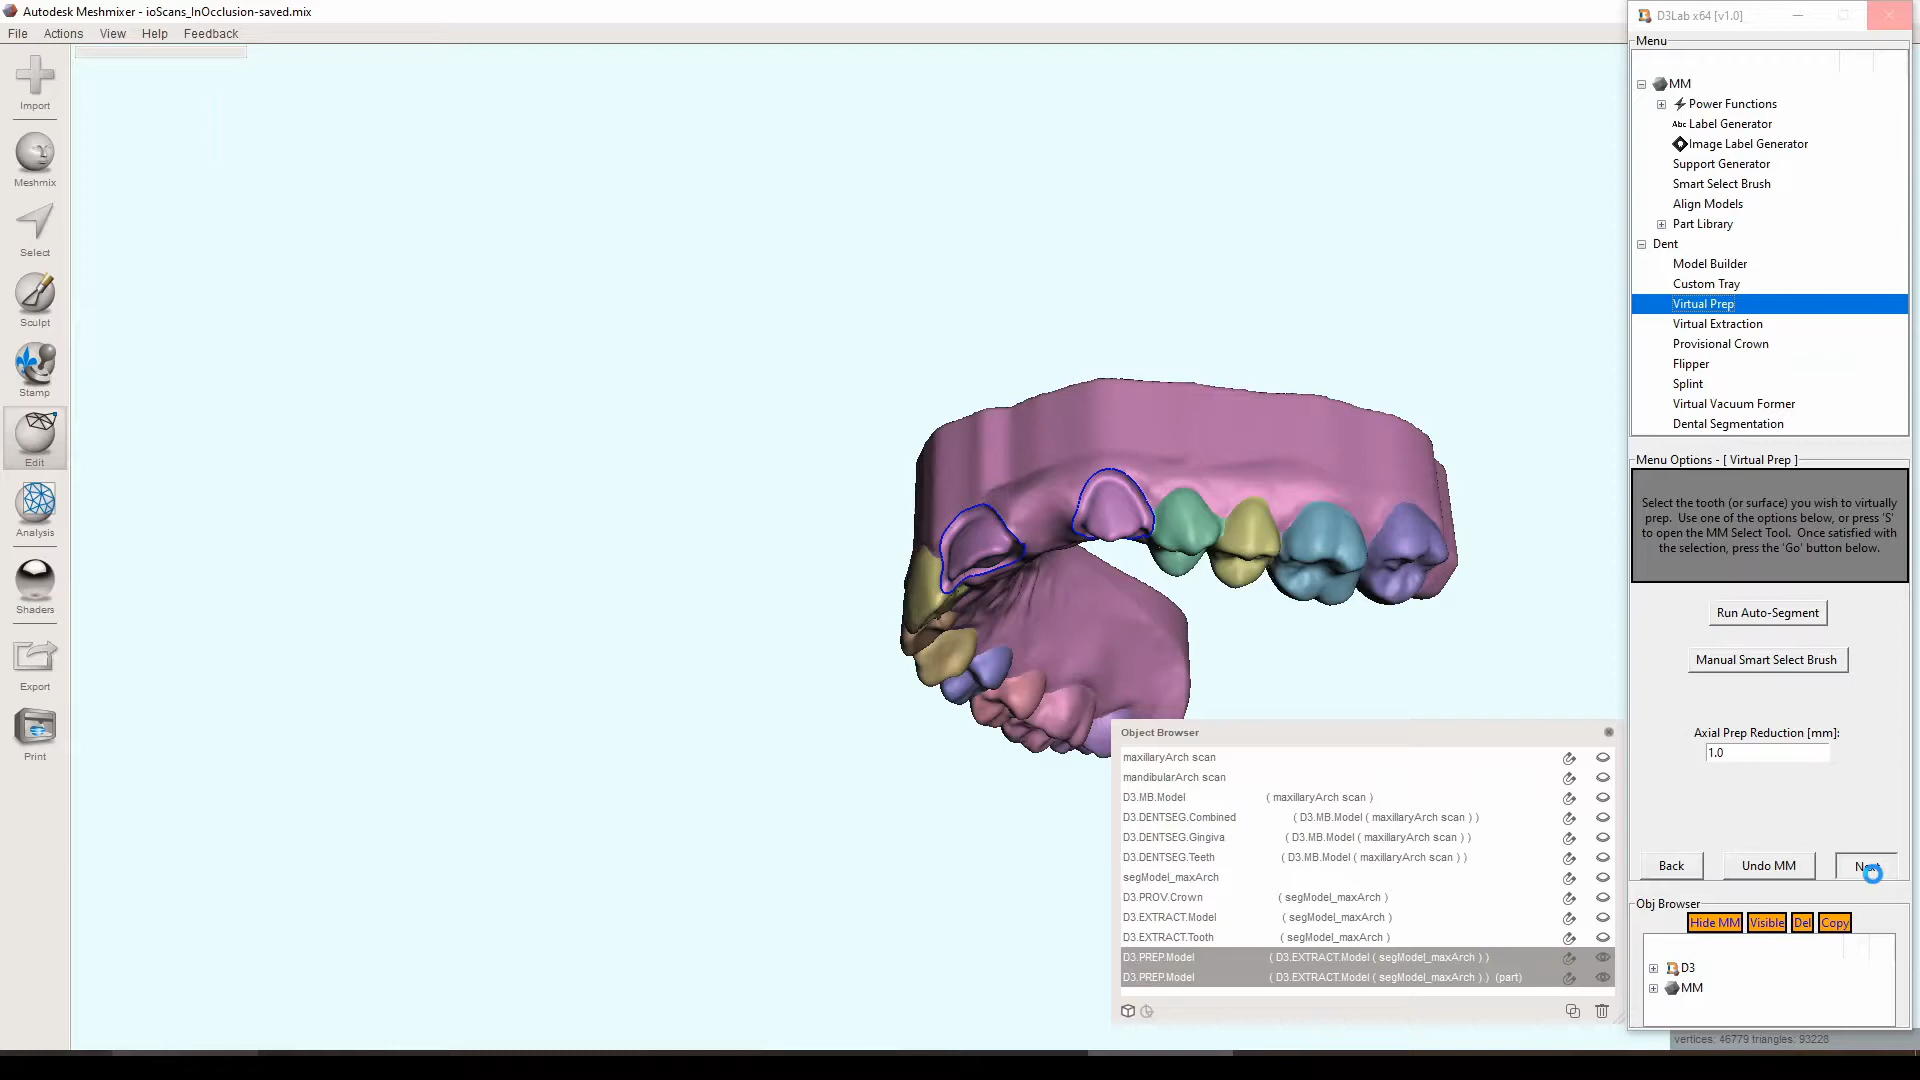 Autodesk Meshmixer - ioScans_InOcclusion-saved.mix
File Actions View Help Feedback
Import
Meshmix
Select
Sculpt
Stamp
Edit
Analysis
Shaders
Export
Print
D3Lab x64 [v1.0]
Menu
MM
Power Functions
Abc Label Generator
Image Label Generator
Support Generator
Smart Select Brush
Align Models
Part Library
Dent
Model Builder
Custom Tray
Virtual Prep
Virtual Extraction
Provisional Crown
Flipper
Splint
Virtual Vacuum Former
Dental Segmentation
Menu Options - [ Virtual Prep ]
Select the tooth (or surface) you wish to virtually
prep. Use one of the options below, or press 'S'
to open the MM Select Tool. Once satisfied with
the selection, press the 'Go' button below.
Run Auto-Segment
Manual Smart Select Brush
Axial Prep Reduction [mm]:
1.0
Back Undo MM Next
Obj Browser
Hide MM Visible Del Copy
D3
MM
vertices: 46779 triangles: 93228
Object Browser
maxillaryArch scan
mandibularArch scan
D3.MB.Model ( maxillaryArch scan )
D3.DENTSEG.Combined ( D3.MB.Model ( maxillaryArch scan ) )
D3.DENTSEG.Gingiva ( D3.MB.Model ( maxillaryArch scan ) )
D3.DENTSEG.Teeth ( D3.MB.Model ( maxillaryArch scan ) )
segModel_maxArch
D3.PROV.Crown ( segModel_maxArch )
D3.EXTRACT.Model ( segModel_maxArch )
D3.EXTRACT.Tooth ( segModel_maxArch )
D3.PREP.Model ( D3.EXTRACT.Model ( segModel_maxArch ) )
D3.PREP.Model ( D3.EXTRACT.Model ( segModel_maxArch ) ) (part)